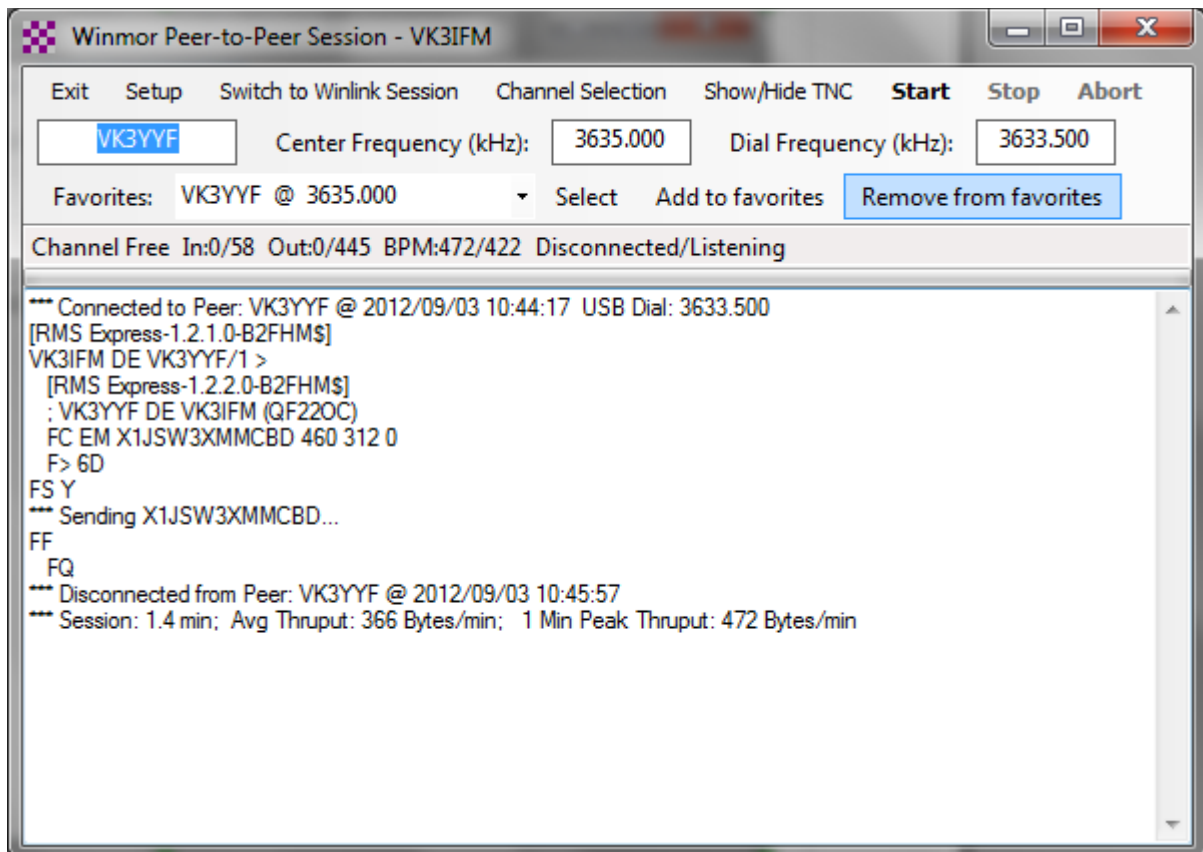 Winmor Peer-to-Peer Session - VK3IFM
Exit Setup Switch to Winlink Session Channel Selection Show/Hide TNC Start Stop Abort
VK3YYF Center Frequency (kHz): 3635.000 Dial Frequency (kHz): 3633.500
Favorites: VK3YYF @ 3635.000 Select Add to favorites Remove from favorites
Channel Free In:0/58 Out:0/445 BPM:472/422 Disconnected/Listening
*** Connected to Peer: VK3YYF @ 2012/09/03 10:44:17 USB Dial: 3633.500
[RMS Express-1.2.1.0-B2FHM$]
VK3IFM DE VK3YYF/1 >
[RMS Express-1.2.2.0-B2FHM$]
; VK3YYF DE VK3IFM (QF22OC)
FC EM X1JSW3XMMCBD 460 312 0
F> 6D
FS Y
*** Sending X1JSW3XMMCBD...
FF
FQ
*** Disconnected from Peer: VK3YYF @ 2012/09/03 10:45:57
*** Session: 1.4 min; Avg Thruput: 366 Bytes/min; 1 Min Peak Thruput: 472 Bytes/min